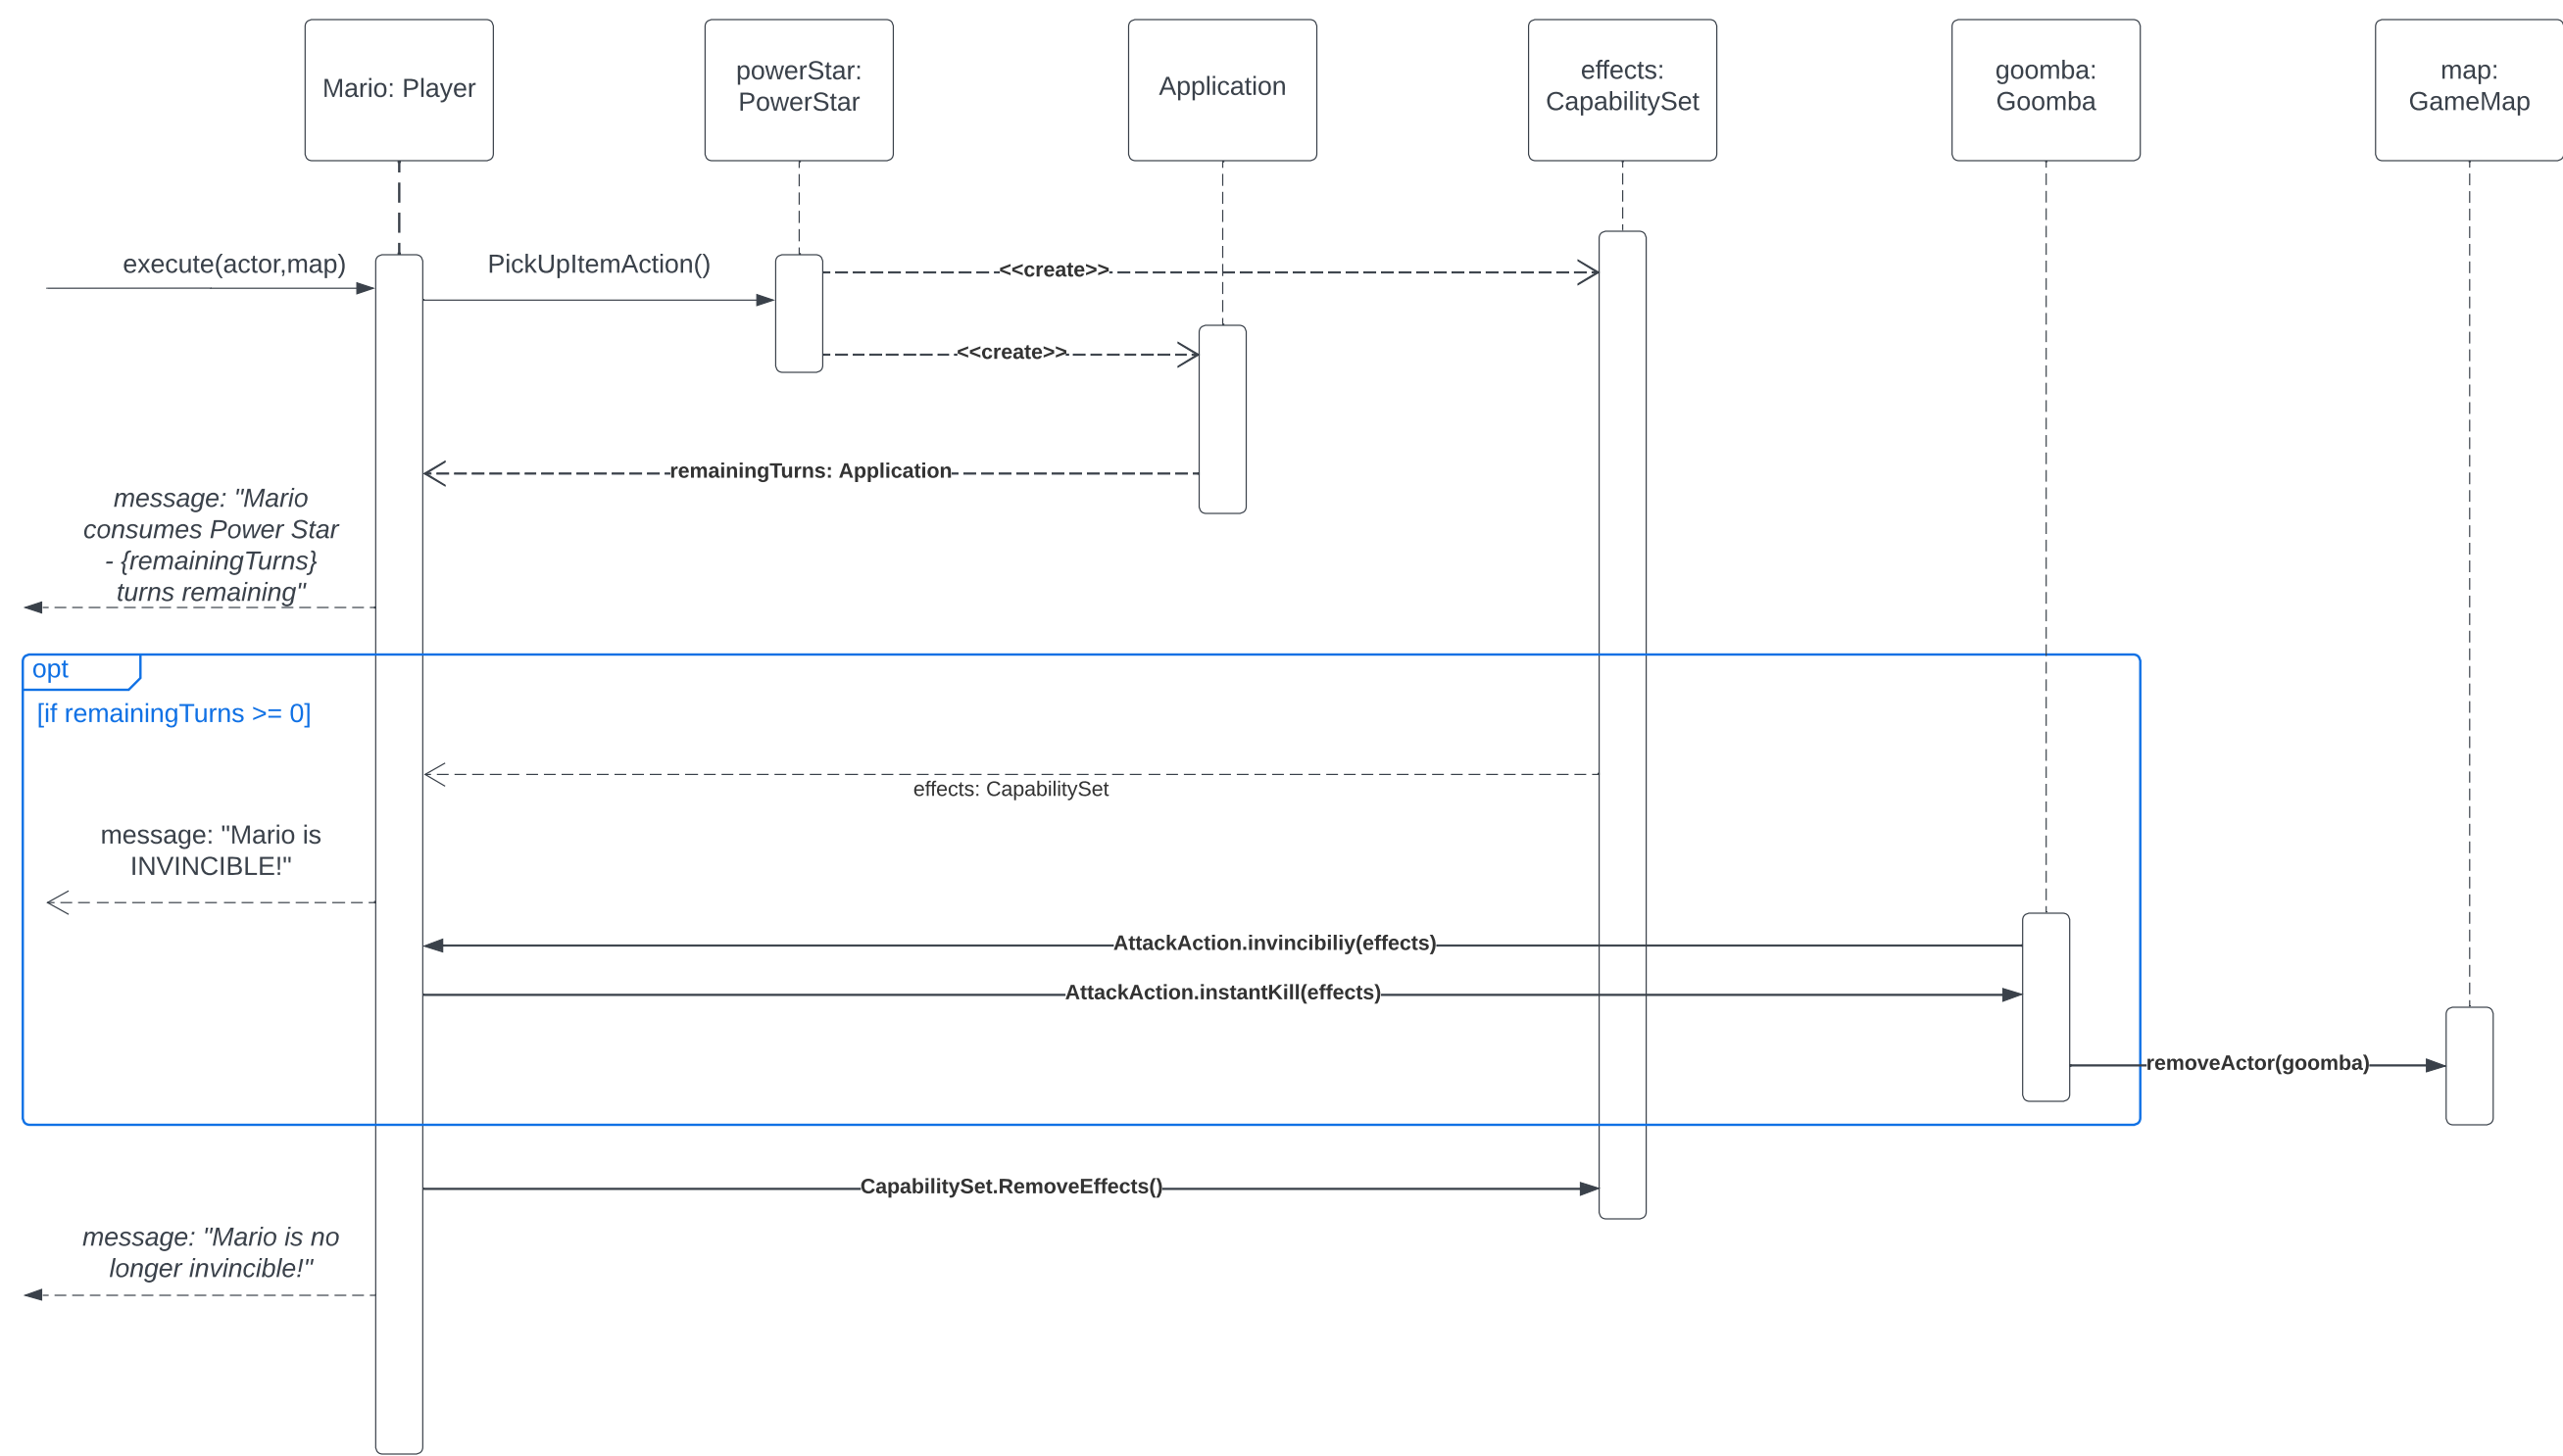 Mario: Player
powerStar:
PowerStar
Application
effects:
CapabilitySet
goomba:
Goomba
map:
GameMap
execute(actor,map)
PickUpItemAction()
<<create>>
<<create>>
remainingTurns: Application
message: "Mario
consumes Power Star
- {remainingTurns}
turns remaining"
opt
[if remainingTurns >= 0]
effects: CapabilitySet
message: "Mario is
INVINCIBLE!"
AttackAction.invincibiliy(effects)
AttackAction.instantKill(effects)
removeActor(goomba)
CapabilitySet.RemoveEffects()
message: "Mario is no
longer invincible!"